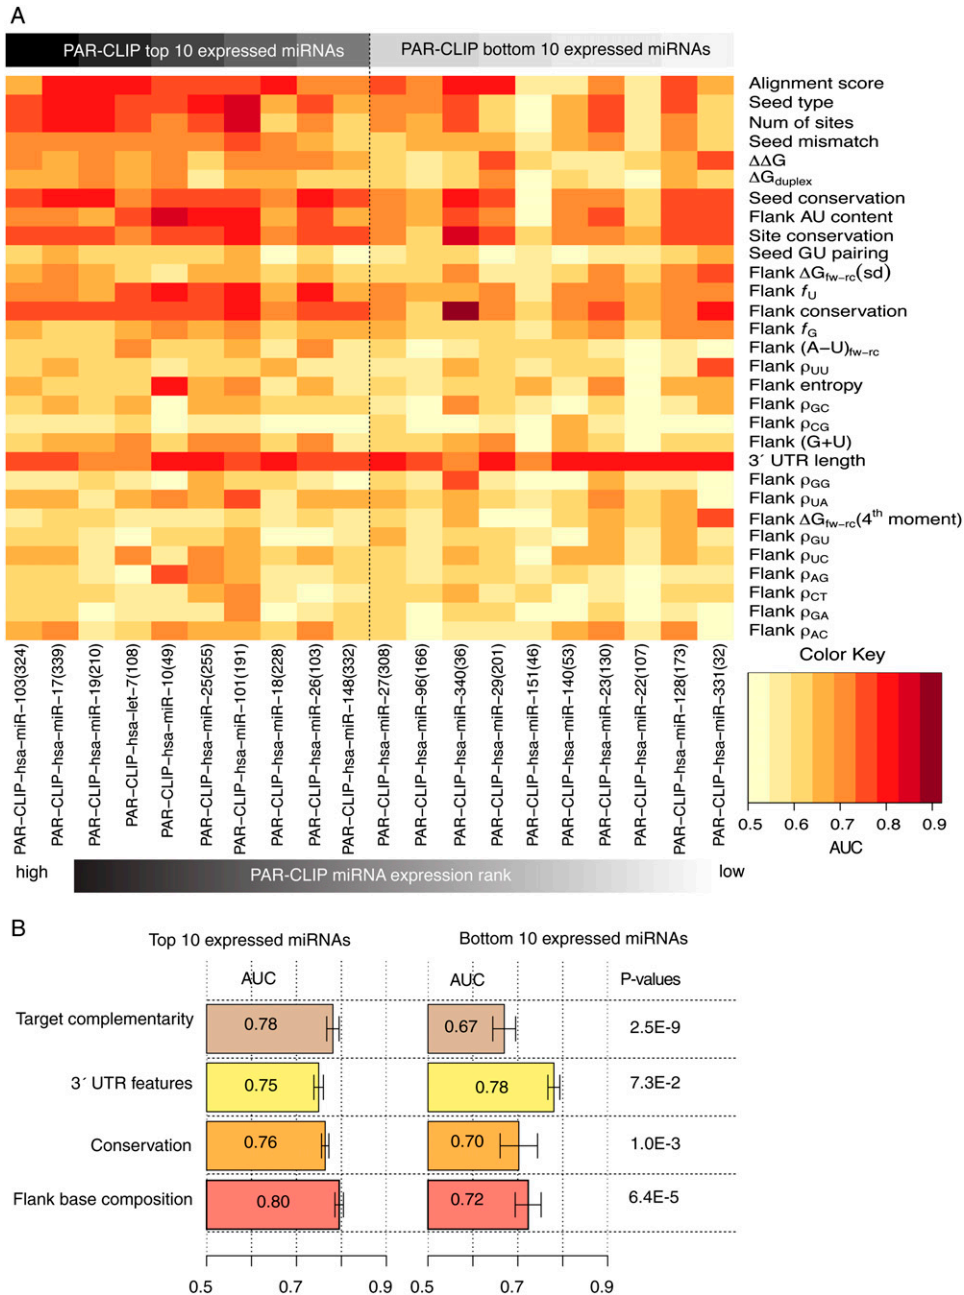 A
PAR-CLIP top 10 expressed miRNAs
PAR-CLIP bottom 10 expressed miRNAs
Alignment score
Seed type
Num of sites
Seed mismatch
ΔΔG
ΔGduplex
Seed conservation
Flank AU content
Site conservation
Seed GU pairing
Flank ΔGfw−rc(sd)
Flank fU
Flank conservation
Flank fG
Flank (A−U)fw−rc
Flank ρUU
Flank entropy
Flank ρGC
Flank ρCG
Flank (G+U)
3´ UTR length
Flank ρGG
Flank ρUA
Flank ΔGfw−rc(4th moment)
Flank ρGU
Flank ρUC
Flank ρAG
Flank ρCT
Flank ρGA
Flank ρAC
PAR−CLIP−hsa−miR−103(324)
PAR−CLIP−hsa−miR−17(339)
PAR−CLIP−hsa−miR−19(210)
PAR−CLIP−hsa−let−7(108)
PAR−CLIP−hsa−miR−10(49)
PAR−CLIP−hsa−miR−25(255)
PAR−CLIP−hsa−miR−101(191)
PAR−CLIP−hsa−miR−18(228)
PAR−CLIP−hsa−miR−26(103)
PAR−CLIP−hsa−miR−148(332)
PAR−CLIP−hsa−miR−27(308)
PAR−CLIP−hsa−miR−96(166)
PAR−CLIP−hsa−miR−340(36)
PAR−CLIP−hsa−miR−29(201)
PAR−CLIP−hsa−miR−151(46)
PAR−CLIP−hsa−miR−140(53)
PAR−CLIP−hsa−miR−23(130)
PAR−CLIP−hsa−miR−22(107)
PAR−CLIP−hsa−miR−128(173)
PAR−CLIP−hsa−miR−331(32)
Color Key
0.5 0.6 0.7 0.8 0.9
AUC
high
PAR-CLIP miRNA expression rank
low
B
Top 10 expressed miRNAs
Bottom 10 expressed miRNAs
AUC
AUC
P-values
Target complementarity
0.78
0.67
2.5E-9
3´ UTR features
0.75
0.78
7.3E-2
Conservation
0.76
0.70
1.0E-3
Flank base composition
0.80
0.72
6.4E-5
0.5 0.7 0.9
0.5 0.7 0.9